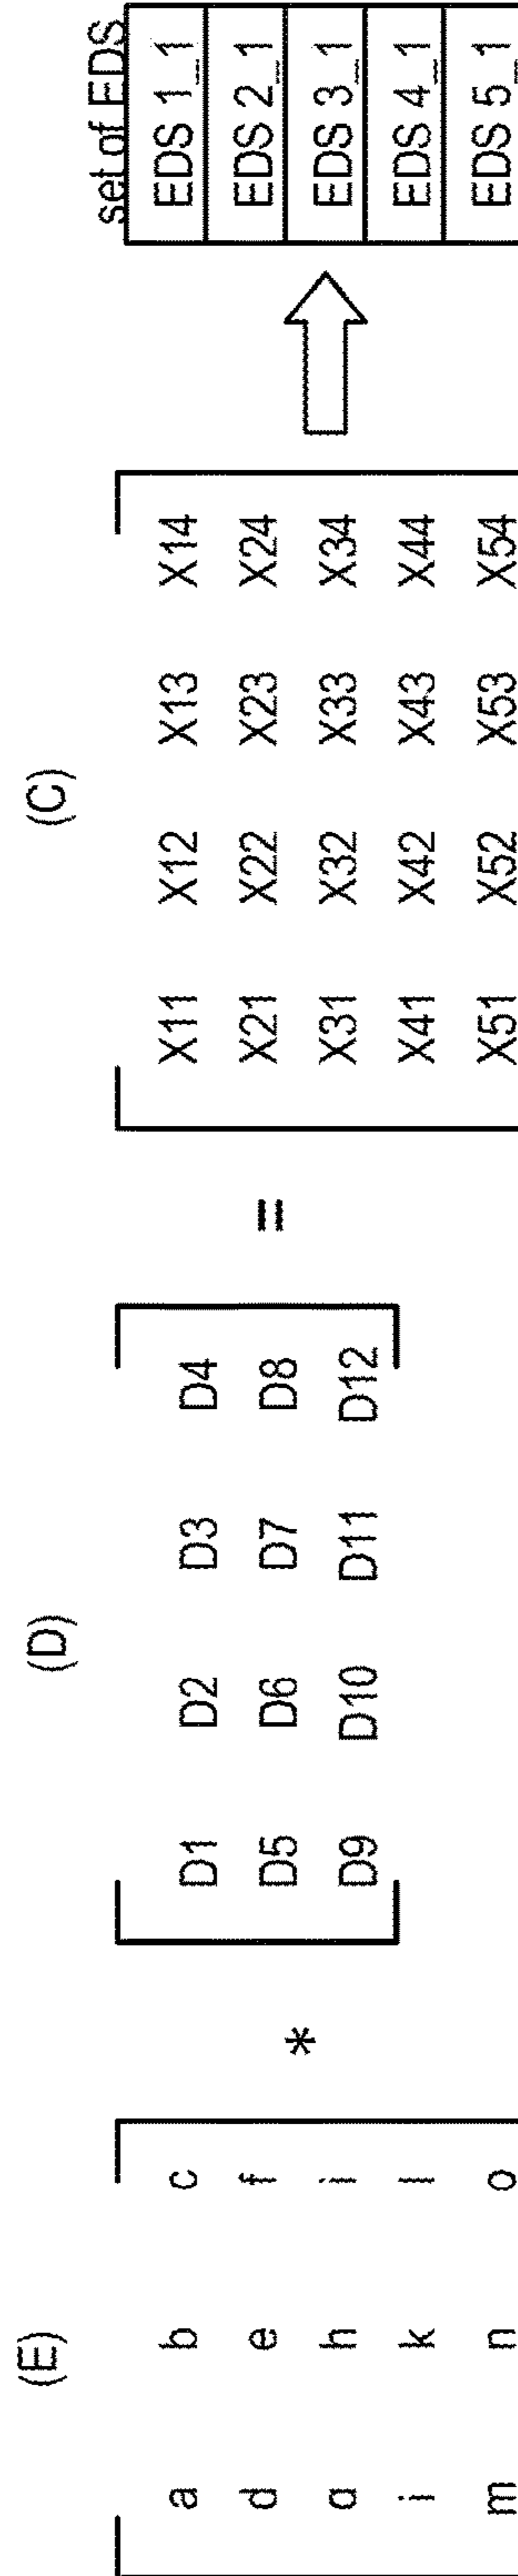 (E) (D) (C) set of EDS
a b c D1 D2 D3 D4 X11 X12 X13 X14 EDS 1_1
d e f * D5 D6 D7 D8 = X21 X22 X23 X24 EDS 2_1
g h i D9 D10 D11 D12 X31 X32 X33 X34 EDS 3_1
j k l X41 X42 X43 X44 EDS 4_1
m n o X51 X52 X53 X54 EDS 5_1